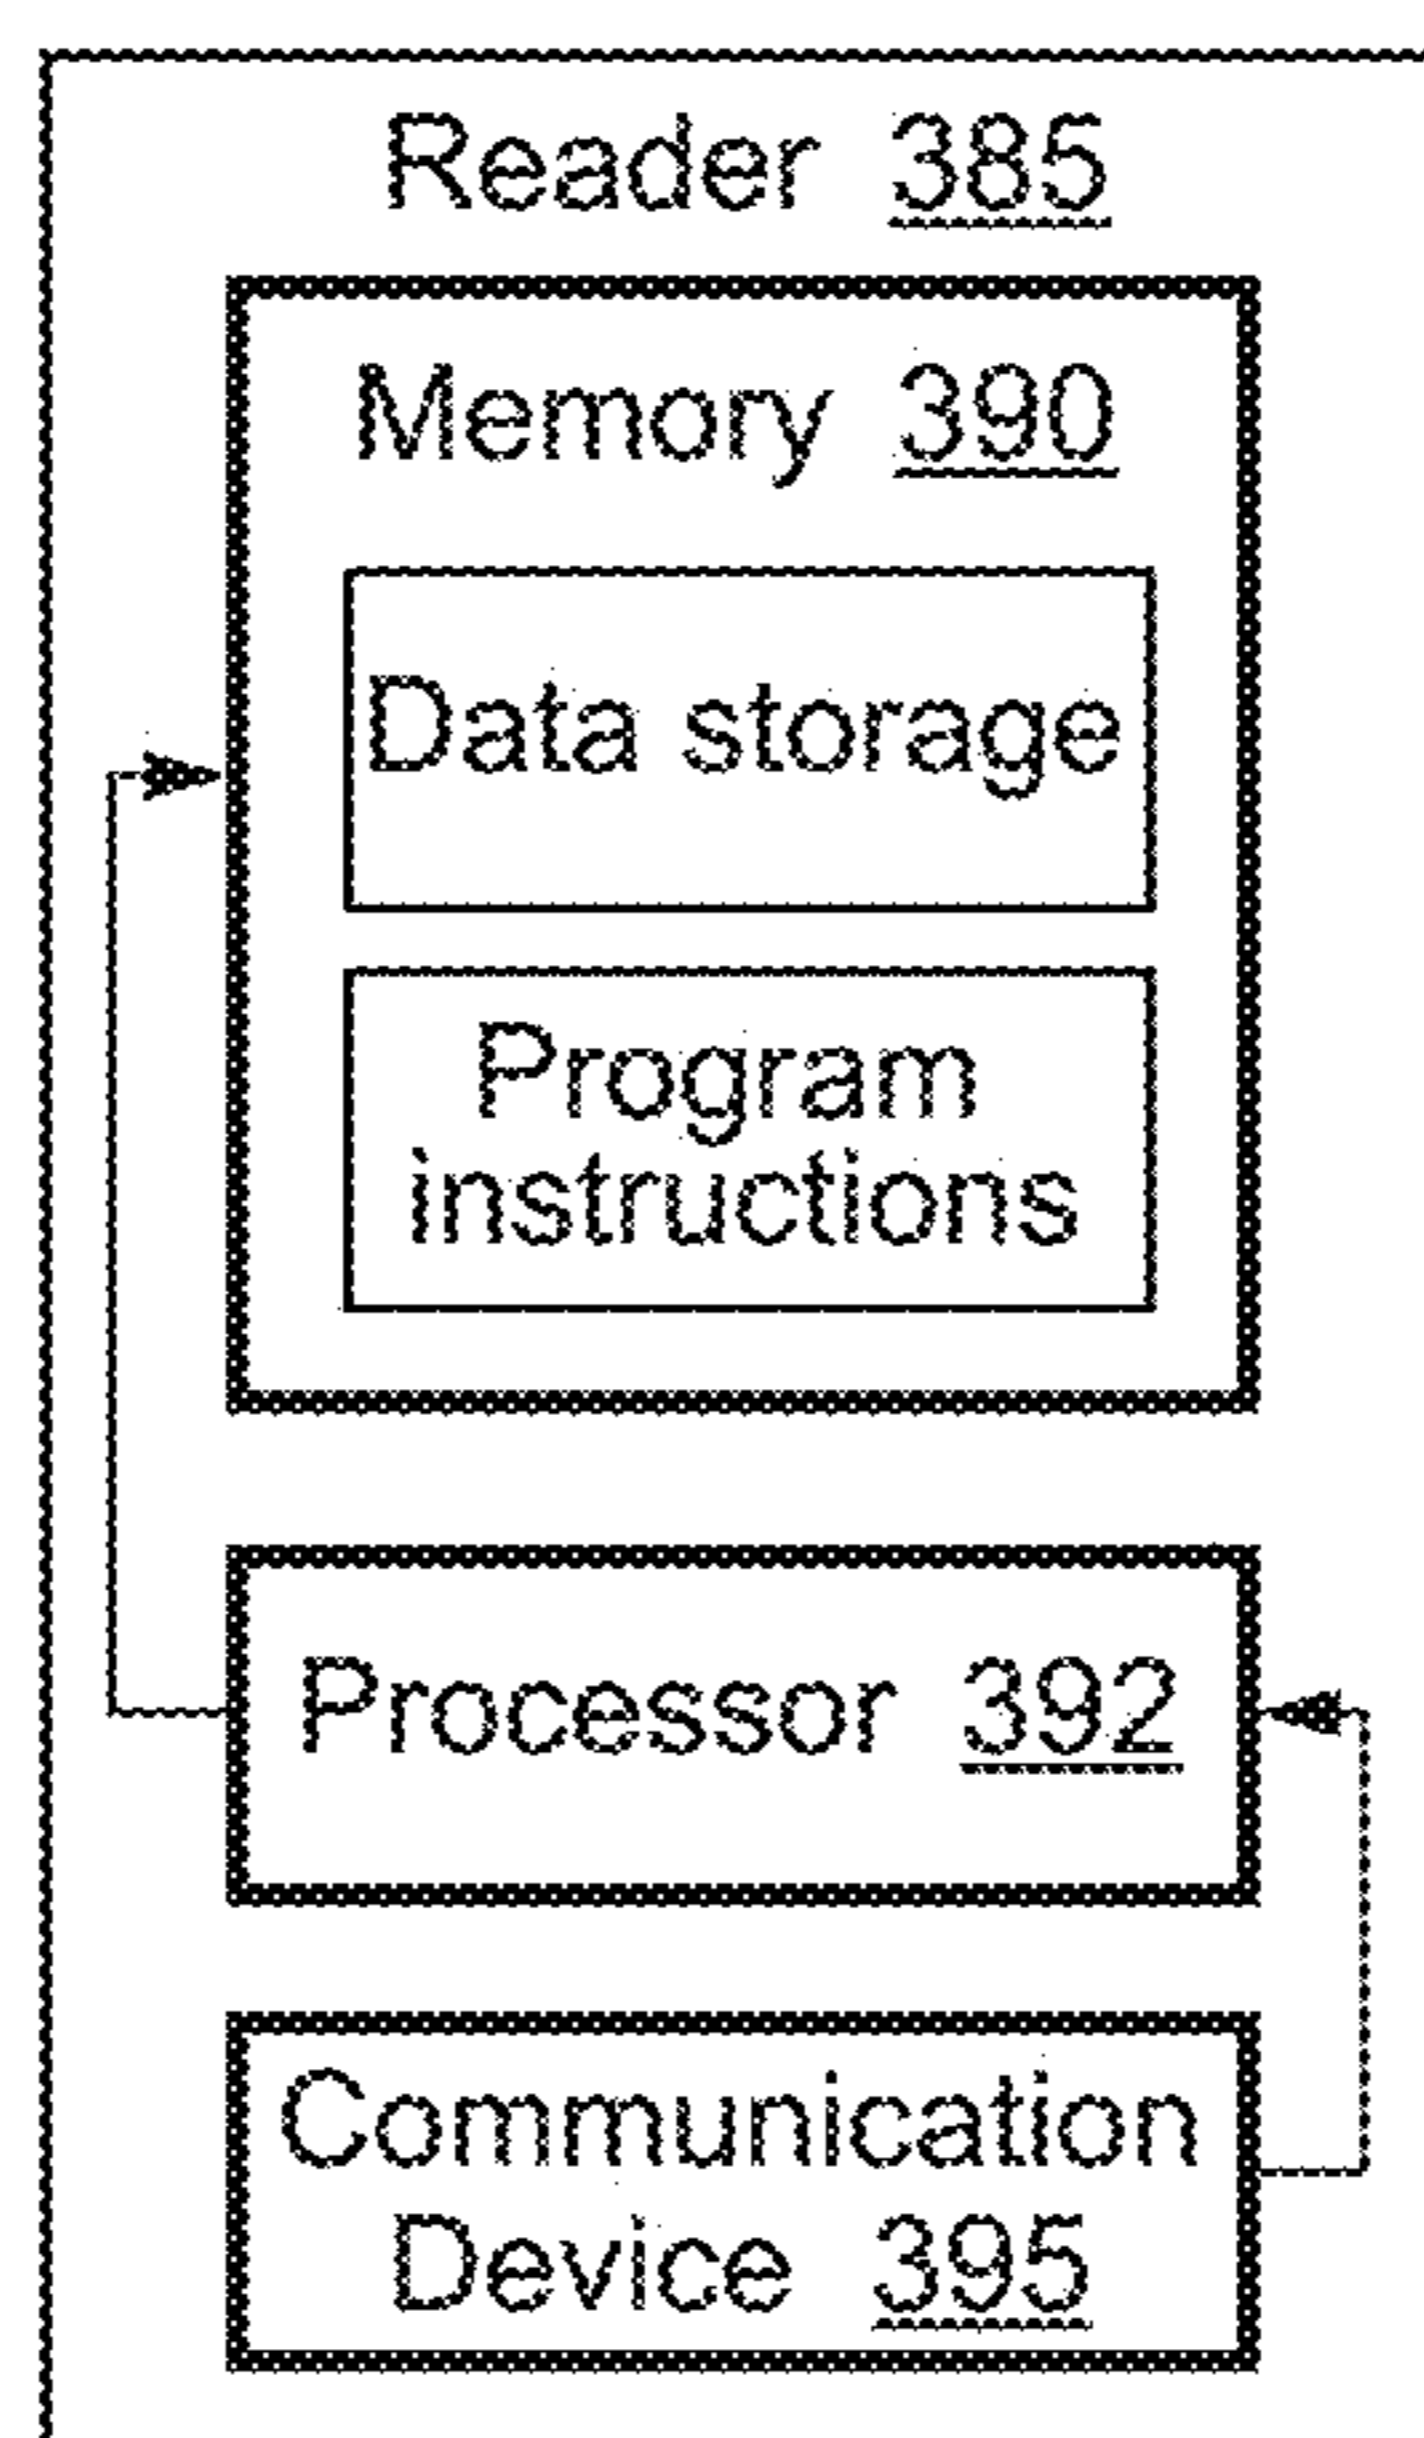 Reader 385
Memory 390
Data storage
Program
instructions
Processor 392
Communication
Device 395